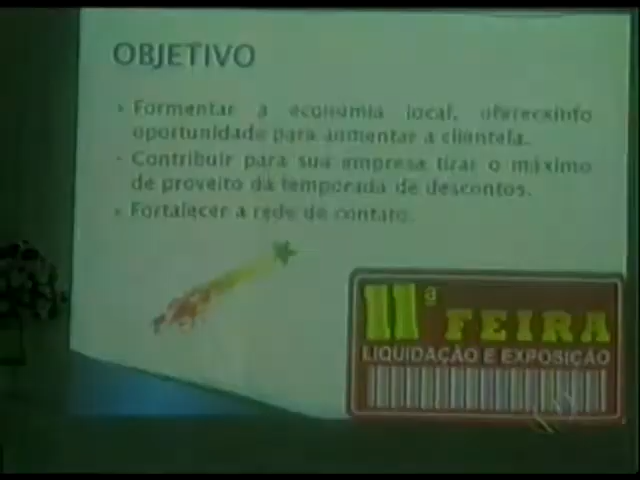 OBJETIVO
Formentar a economia local, oferecxinfo
oportunidade para aumentar a clientela.
Contribuir para sua empresa tirar o máximo
de proveito da temporada de descontos.
Fortalecer a rede de contato.
11ª FEIRA
LIQUIDAÇÃO E EXPOSIÇÃO